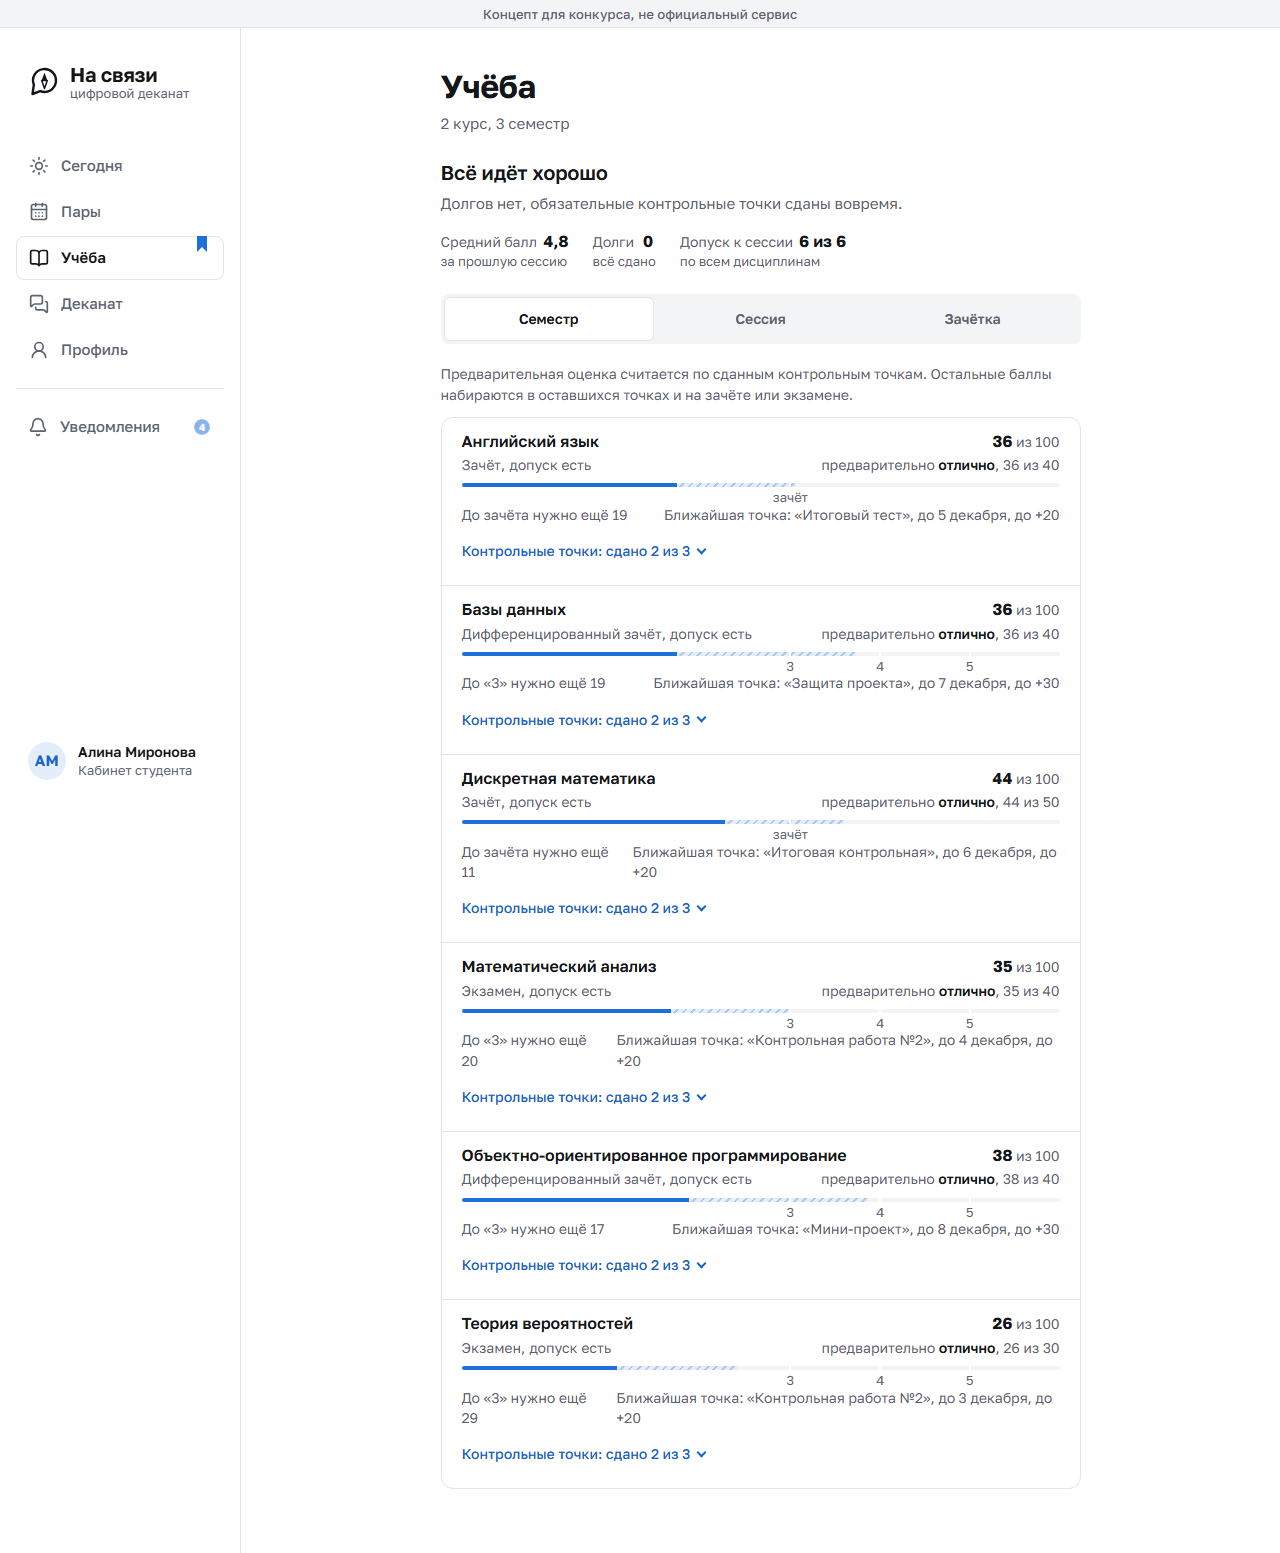 Концепт для конкурса, не официальный сервис
На связи
цифровой деканат
Сегодня
Пары
Учёба
Деканат
Профиль
Уведомления 4
АМ
Алина Миронова
Кабинет студента
Учёба
2 курс, 3 семестр
Всё идёт хорошо
Долгов нет, обязательные контрольные точки сданы вовремя.
Средний балл 4,8 Долги 0 Допуск к сессии 6 из 6
за прошлую сессию всё сдано по всем дисциплинам
Семестр Сессия Зачётка
Предварительная оценка считается по сданным контрольным точкам. Остальные баллы
набираются в оставшихся точках и на зачёте или экзамене.
Английский язык 36 из 100
Зачёт, допуск есть предварительно отлично, 36 из 40
зачёт
До зачёта нужно ещё 19 Ближайшая точка: «Итоговый тест», до 5 декабря, до +20
Контрольные точки: сдано 2 из 3
Базы данных 36 из 100
Дифференцированный зачёт, допуск есть предварительно отлично, 36 из 40
3 4 5
До «3» нужно ещё 19 Ближайшая точка: «Защита проекта», до 7 декабря, до +30
Контрольные точки: сдано 2 из 3
Дискретная математика 44 из 100
Зачёт, допуск есть предварительно отлично, 44 из 50
зачёт
До зачёта нужно ещё Ближайшая точка: «Итоговая контрольная», до 6 декабря, до
11 +20
Контрольные точки: сдано 2 из 3
Математический анализ 35 из 100
Экзамен, допуск есть предварительно отлично, 35 из 40
3 4 5
До «3» нужно ещё Ближайшая точка: «Контрольная работа №2», до 4 декабря, до
20 +20
Контрольные точки: сдано 2 из 3
Объектно-ориентированное программирование 38 из 100
Дифференцированный зачёт, допуск есть предварительно отлично, 38 из 40
3 4 5
До «3» нужно ещё 17 Ближайшая точка: «Мини-проект», до 8 декабря, до +30
Контрольные точки: сдано 2 из 3
Теория вероятностей 26 из 100
Экзамен, допуск есть предварительно отлично, 26 из 30
3 4 5
До «3» нужно ещё Ближайшая точка: «Контрольная работа №2», до 3 декабря, до
29 +20
Контрольные точки: сдано 2 из 3